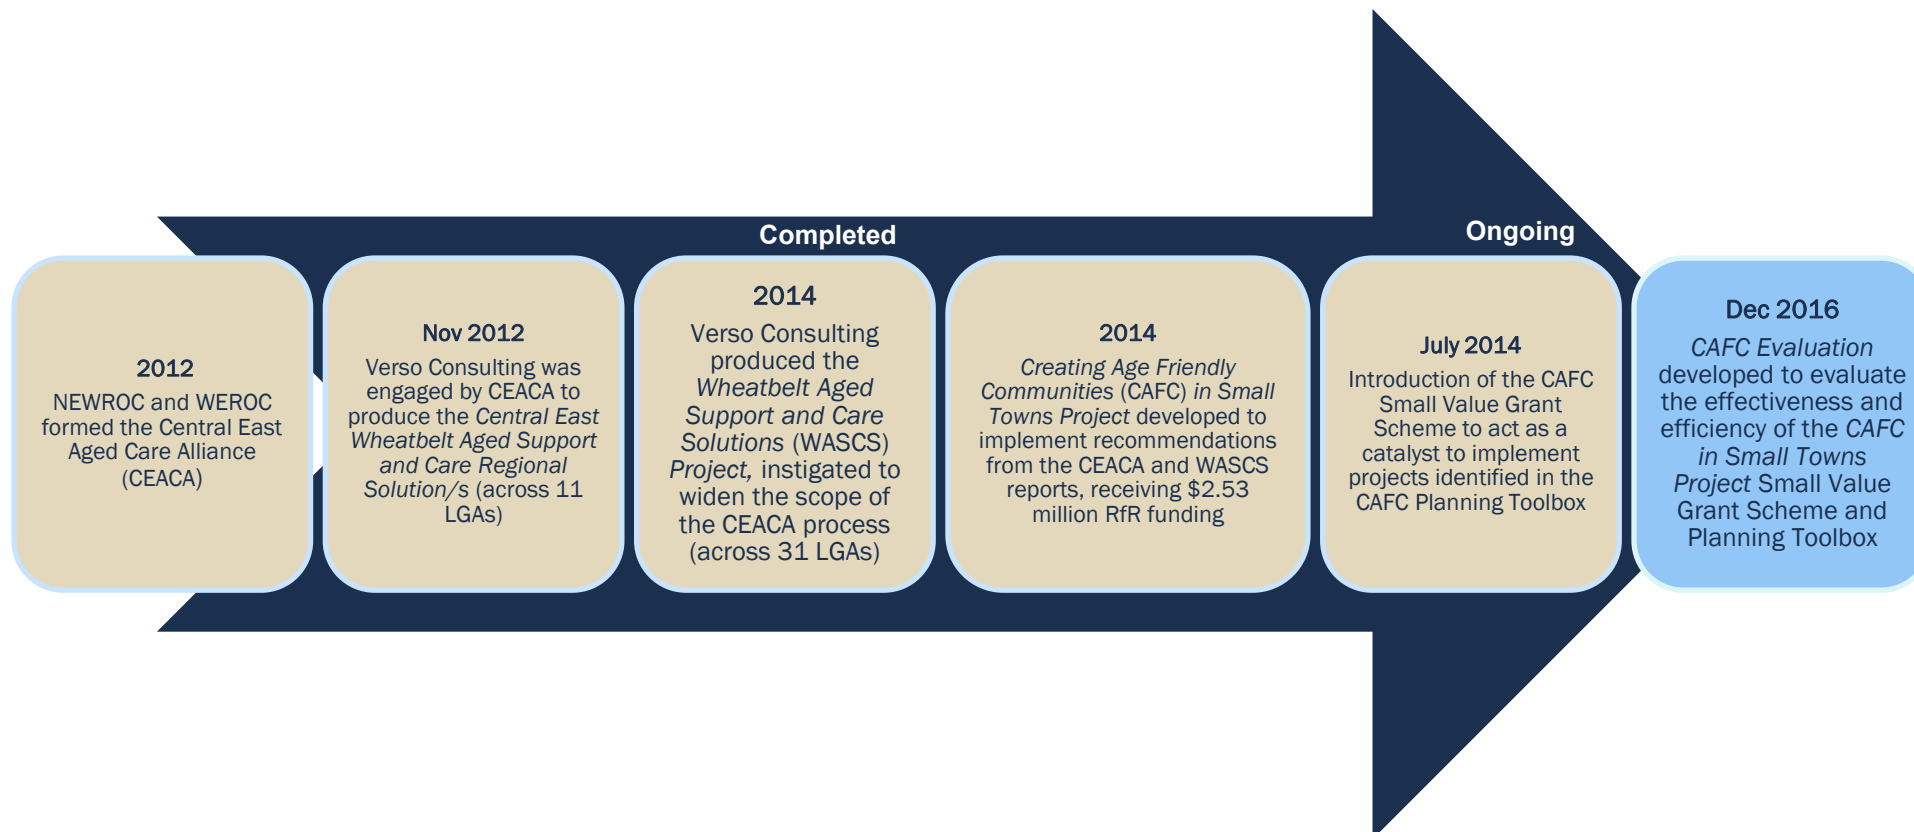 Completed
Ongoing
2012
NEWROC and WEROC
formed the Central East
Aged Care Alliance
(CEACA)
Nov 2012
Verso Consulting was
engaged by CEACA to
produce the Central East
Wheatbelt Aged Support
and Care Regional
Solution/s (across 11
LGAs)
2014
Verso Consulting
produced the
Wheatbelt Aged
Support and Care
Solutions (WASCS)
Project, instigated to
widen the scope of
the CEACA process
(across 31 LGAs)
2014
Creating Age Friendly
Communities (CAFC) in Small
Towns Project developed to
implement recommendations
from the CEACA and WASCS
reports, receiving $2.53
million RfR funding
July 2014
Introduction of the CAFC
Small Value Grant
Scheme to act as a
catalyst to implement
projects identified in the
CAFC Planning Toolbox
Dec 2016
CAFC Evaluation
developed to evaluate
the effectiveness and
efficiency of the CAFC
in Small Towns
Project Small Value
Grant Scheme and
Planning Toolbox